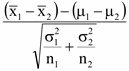 (x̅₁ − x̅₂) − (μ₁ − μ₂)
√(σ₁²/n₁ + σ₂²/n₂)